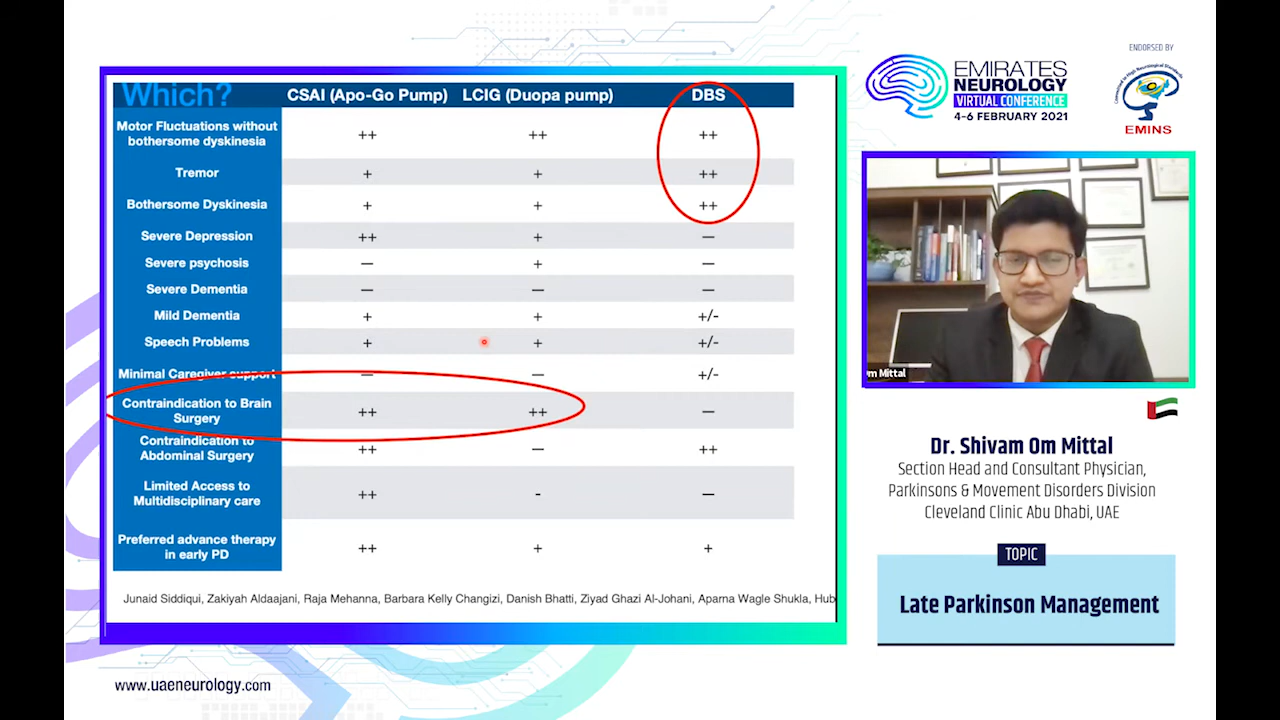 Which? CSAI (Apo-Go Pump) LCIG (Duopa pump) DBS
Motor Fluctuations without
bothersome dyskinesia ++ ++ ++
Tremor + + ++
Bothersome Dyskinesia + + ++
Severe Depression ++ + —
Severe psychosis — + —
Severe Dementia — — —
Mild Dementia + + +/-
Speech Problems + + +/-
Minimal Caregiver support — — +/-
Contraindication to Brain
Surgery ++ ++ —
Contraindication to
Abdominal Surgery ++ — ++
Limited Access to
Multidisciplinary care ++ - —
Preferred advance therapy
in early PD ++ + +
Junaid Siddiqui, Zakiyah Aldaajani, Raja Mehanna, Barbara Kelly Changizi, Danish Bhatti, Ziyad Ghazi Al-Johani, Aparna Wagle Shukla, Hub
www.uaeneurology.com
EMIRATES
NEUROLOGY
VIRTUAL CONFERENCE
4-6 FEBRUARY 2021
ENDORSED BY
EMINS
om Mittal
Dr. Shivam Om Mittal
Section Head and Consultant Physician,
Parkinsons & Movement Disorders Division
Cleveland Clinic Abu Dhabi, UAE
TOPIC
Late Parkinson Management